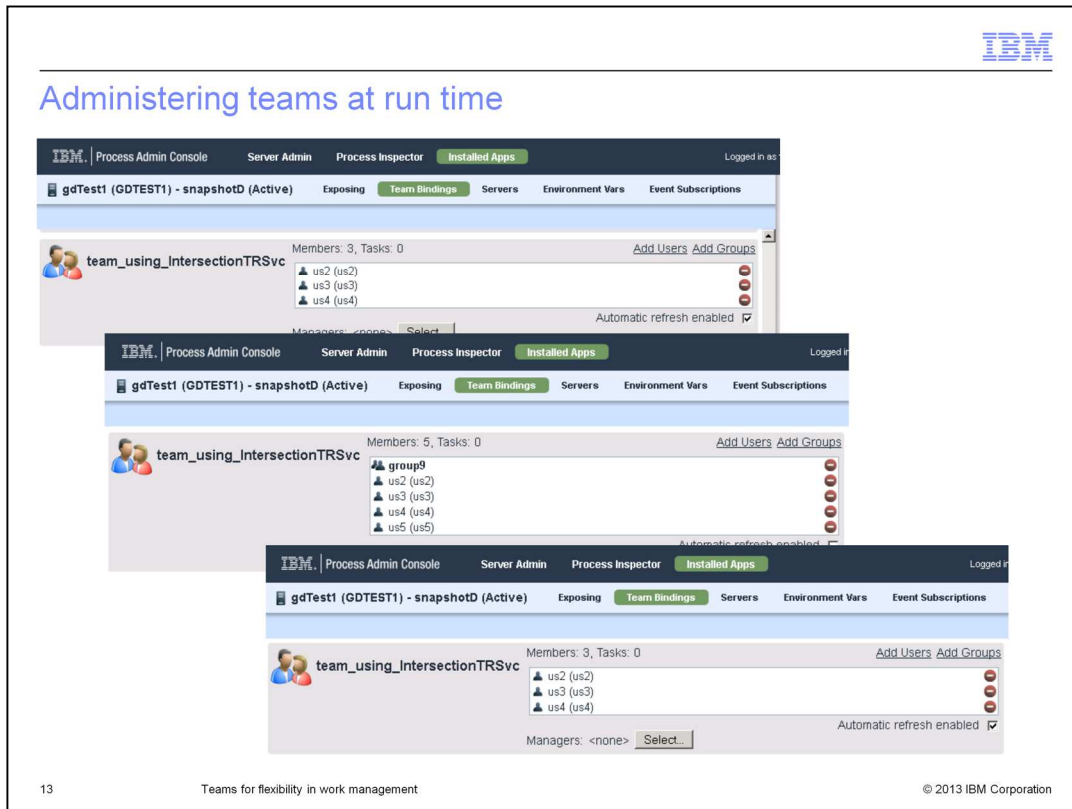 IBM
Administering teams at run time
IBM. Process Admin Console Server Admin Process Inspector Installed Apps Logged in as
gdTest1 (GDTEST1) - snapshotD (Active) Exposing Team Bindings Servers Environment Vars Event Subscriptions
team_using_IntersectionTRSvc
Members: 3, Tasks: 0 Add Users Add Groups
us2 (us2)
us3 (us3)
us4 (us4)
Automatic refresh enabled
Managers: <none> Select...
IBM. Process Admin Console Server Admin Process Inspector Installed Apps Logged in
gdTest1 (GDTEST1) - snapshotD (Active) Exposing Team Bindings Servers Environment Vars Event Subscriptions
team_using_IntersectionTRSvc
Members: 5, Tasks: 0 Add Users Add Groups
group9
us2 (us2)
us3 (us3)
us4 (us4)
us5 (us5)
Automatic refresh enabled
IBM. Process Admin Console Server Admin Process Inspector Installed Apps Logged in
gdTest1 (GDTEST1) - snapshotD (Active) Exposing Team Bindings Servers Environment Vars Event Subscriptions
team_using_IntersectionTRSvc
Members: 3, Tasks: 0 Add Users Add Groups
us2 (us2)
us3 (us3)
us4 (us4)
Automatic refresh enabled
Managers: <none> Select...
13 Teams for flexibility in work management © 2013 IBM Corporation